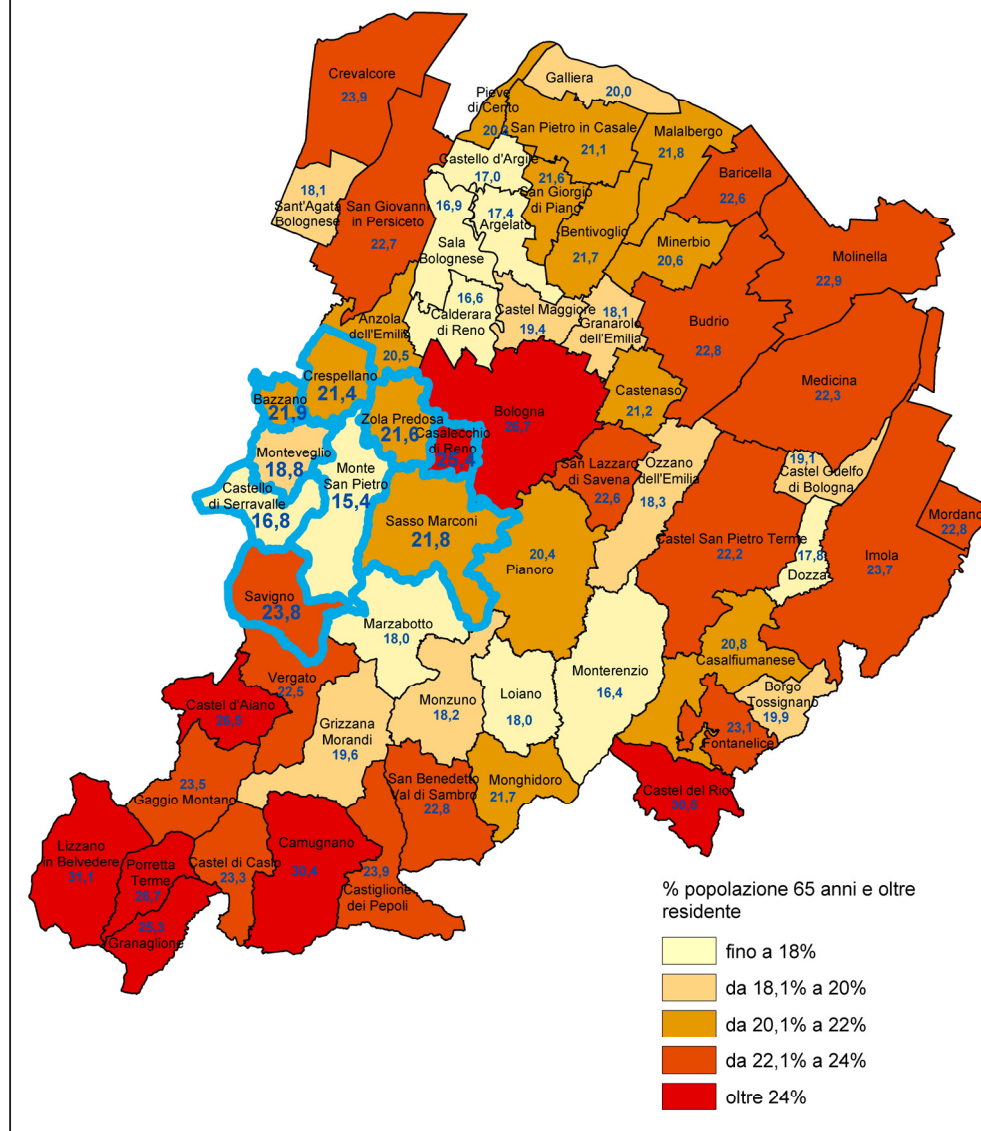 Crevalcore
23,9
Galliera
20,0
Pieve
di Cento
San Pietro in Casale
21,1
Malalbergo
21,8
Castello d'Argile
17,0
21,6
San Giorgio
di Piano
Baricella
22,6
18,1
Sant'Agata
Bolognese
San Giovanni
in Persiceto
22,7
16,9
Sala
Bolognese
17,4
Argelato
Bentivoglio
21,7
Minerbio
20,6
Molinella
22,9
16,6
Calderara
di Reno
Castel Maggiore
19,4
18,1
Granarolo
dell'Emilia
Budrio
22,8
Anzola
dell'Emilia
20,5
Crespellano
21,4
Bazzano
21,9
Zola Predosa
21,6
Casalecchio
di Reno
25,4
Bologna
Castenaso
21,2
Medicina
22,3
Monteveglio
18,8
Monte
San Pietro
15,4
Castello
di Serravalle
16,8
San Lazzaro
di Savena
22,6
Ozzano
dell'Emilia
18,3
19,1
Castel Guelfo
di Bologna
Mordano
22,8
Sasso Marconi
21,8
Castel San Pietro Terme
22,2
17,8
Dozza
Imola
23,7
20,4
Pianoro
Savigno
23,8
Marzabotto
18,0
20,8
Casalfiumanese
Vergato
22,5
Monterenzio
16,4
Borgo
Tossignano
19,9
Castel d'Aiano
Monzuno
18,2
Loiano
18,0
Grizzana
Morandi
19,6
23,1
Fontanelice
23,5
Gaggio Montano
San Benedetto
Val di Sambro
22,8
Monghidoro
21,7
Castel del Rio
30,5
Lizzano
in Belvedere
31,1
Porretta
Terme
26,7
Castel di Casio
23,3
Camugnano
30,4
23,9
Castiglione
dei Pepoli
Granaglione
% popolazione 65 anni e oltre
residente
fino a 18%
da 18,1% a 20%
da 20,1% a 22%
da 22,1% a 24%
oltre 24%